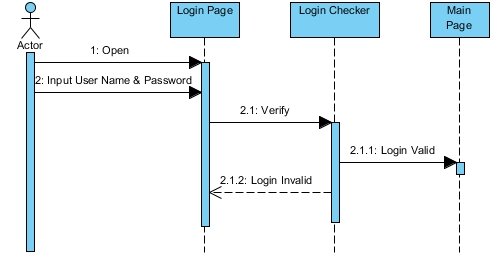 Login Page
Login Checker
Main
Page
Actor
1: Open
2: Input User Name & Password
2.1: Verify
2.1.1: Login Valid
2.1.2: Login Invalid